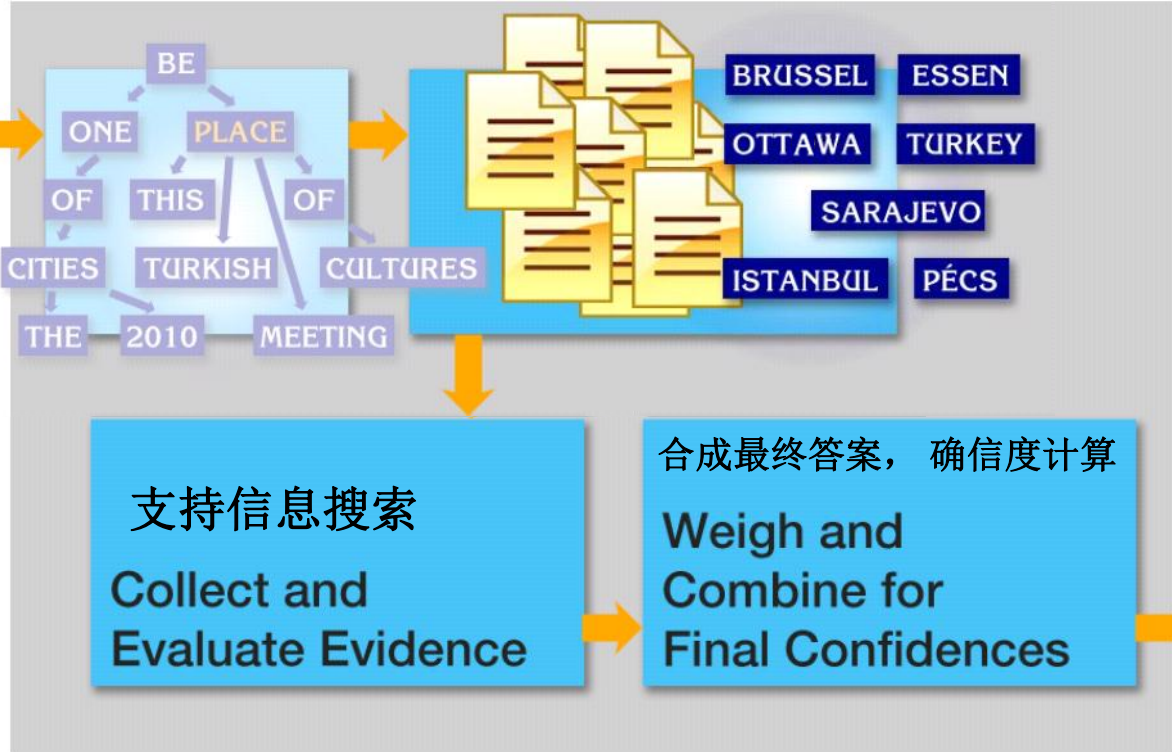 BE
ONE PLACE
OF THIS OF
CITIES TURKISH CULTURES
THE 2010 MEETING
BRUSSEL ESSEN
OTTAWA TURKEY
SARAJEVO
ISTANBUL PÉCS
支持信息搜索
Collect and
Evaluate Evidence
合成最终答案， 确信度计算
Weigh and
Combine for
Final Confidences